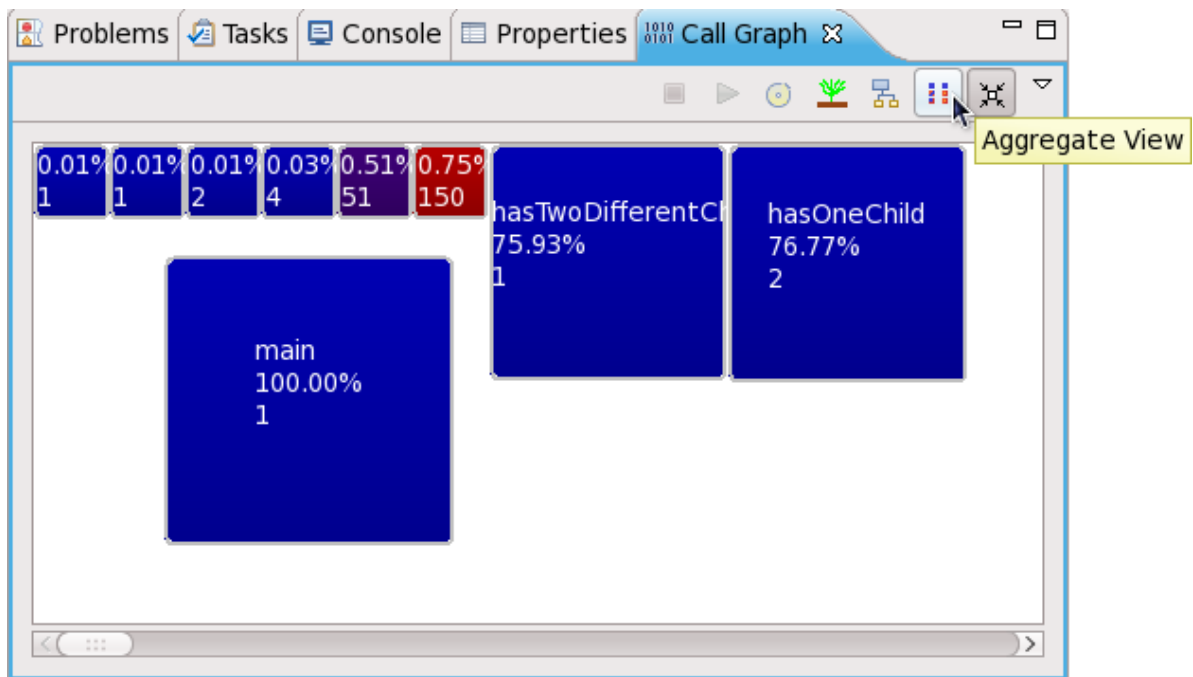 Problems Tasks Console Properties 1010 0101 Call Graph
Aggregate View
0.01% 0.01% 0.01% 0.03% 0.51% 0.75%
1 1 2 4 51 150
hasTwoDifferentCh
75.93%
1
hasOneChild
76.77%
2
main
100.00%
1